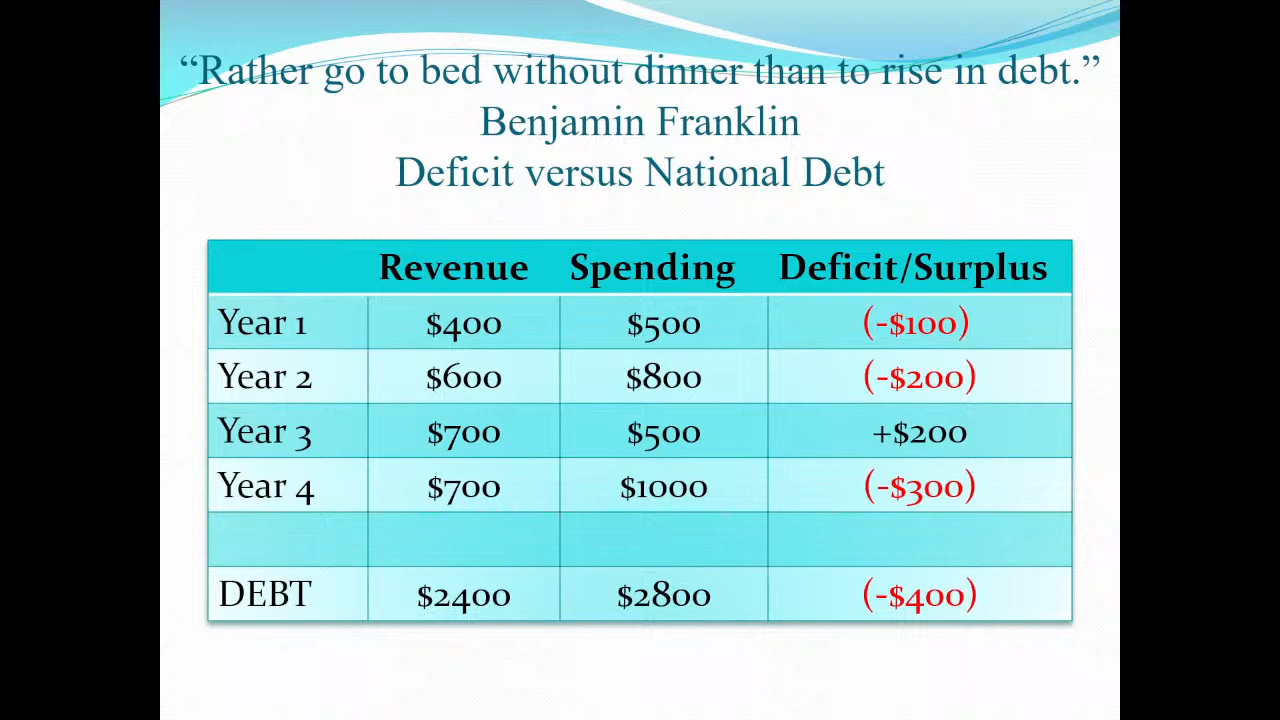 “Rather go to bed without dinner than to rise in debt.”
Benjamin Franklin
Deficit versus National Debt
Revenue Spending Deficit/Surplus
Year 1 $400 $500 (-$100)
Year 2 $600 $800 (-$200)
Year 3 $700 $500 +$200
Year 4 $700 $1000 (-$300)
DEBT $2400 $2800 (-$400)